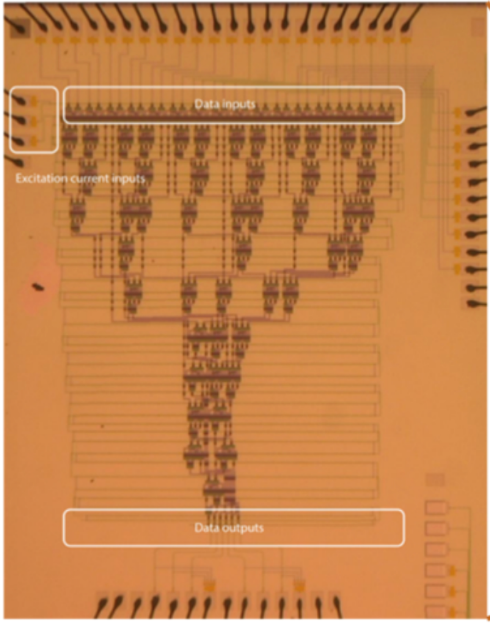 Data inputs
Excitation current inputs
Data outputs